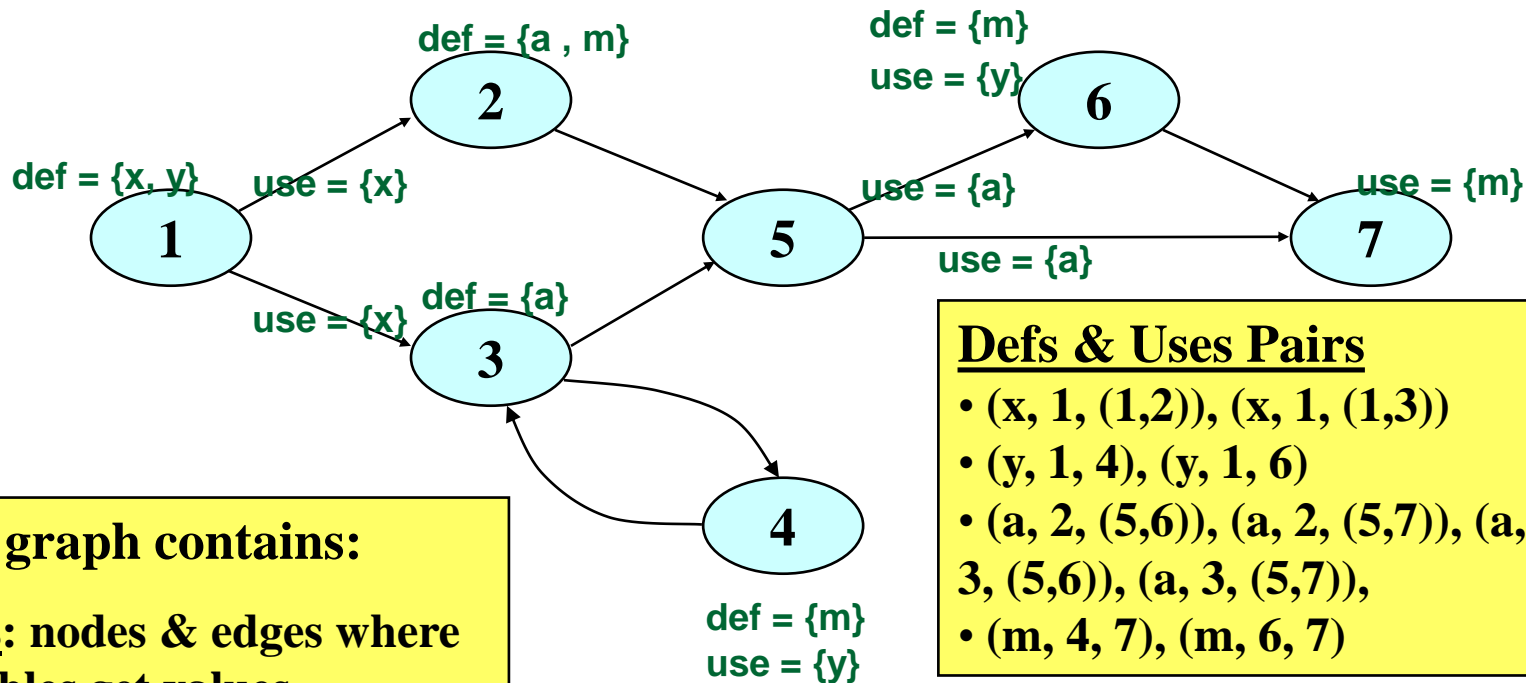 def = {a , m}
def = {m}
use = {y}
2
6
def = {x, y}
use = {x}
use = {a}
use = {m}
1
5
7
use = {a}
use = {x}
def = {a}
3
Defs & Uses Pairs
• (x, 1, (1,2)), (x, 1, (1,3))
• (y, 1, 4), (y, 1, 6)
• (a, 2, (5,6)), (a, 2, (5,7)), (a,
3, (5,6)), (a, 3, (5,7)),
• (m, 4, 7), (m, 6, 7)
4
def = {m}
use = {y}
graph contains:
: nodes & edges where
get values